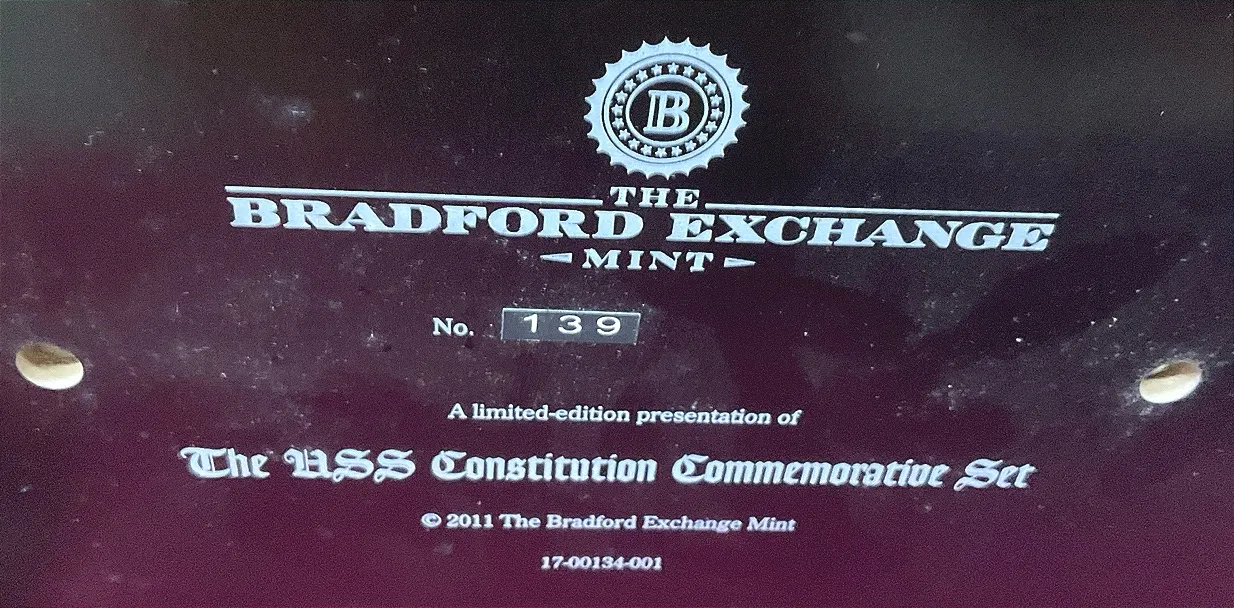 B
THE
BRADFORD EXCHANGE
MINT
No. 139
A limited-edition presentation of
The USS Constitution Commemorative Set
© 2011 The Bradford Exchange Mint
17-00134-001